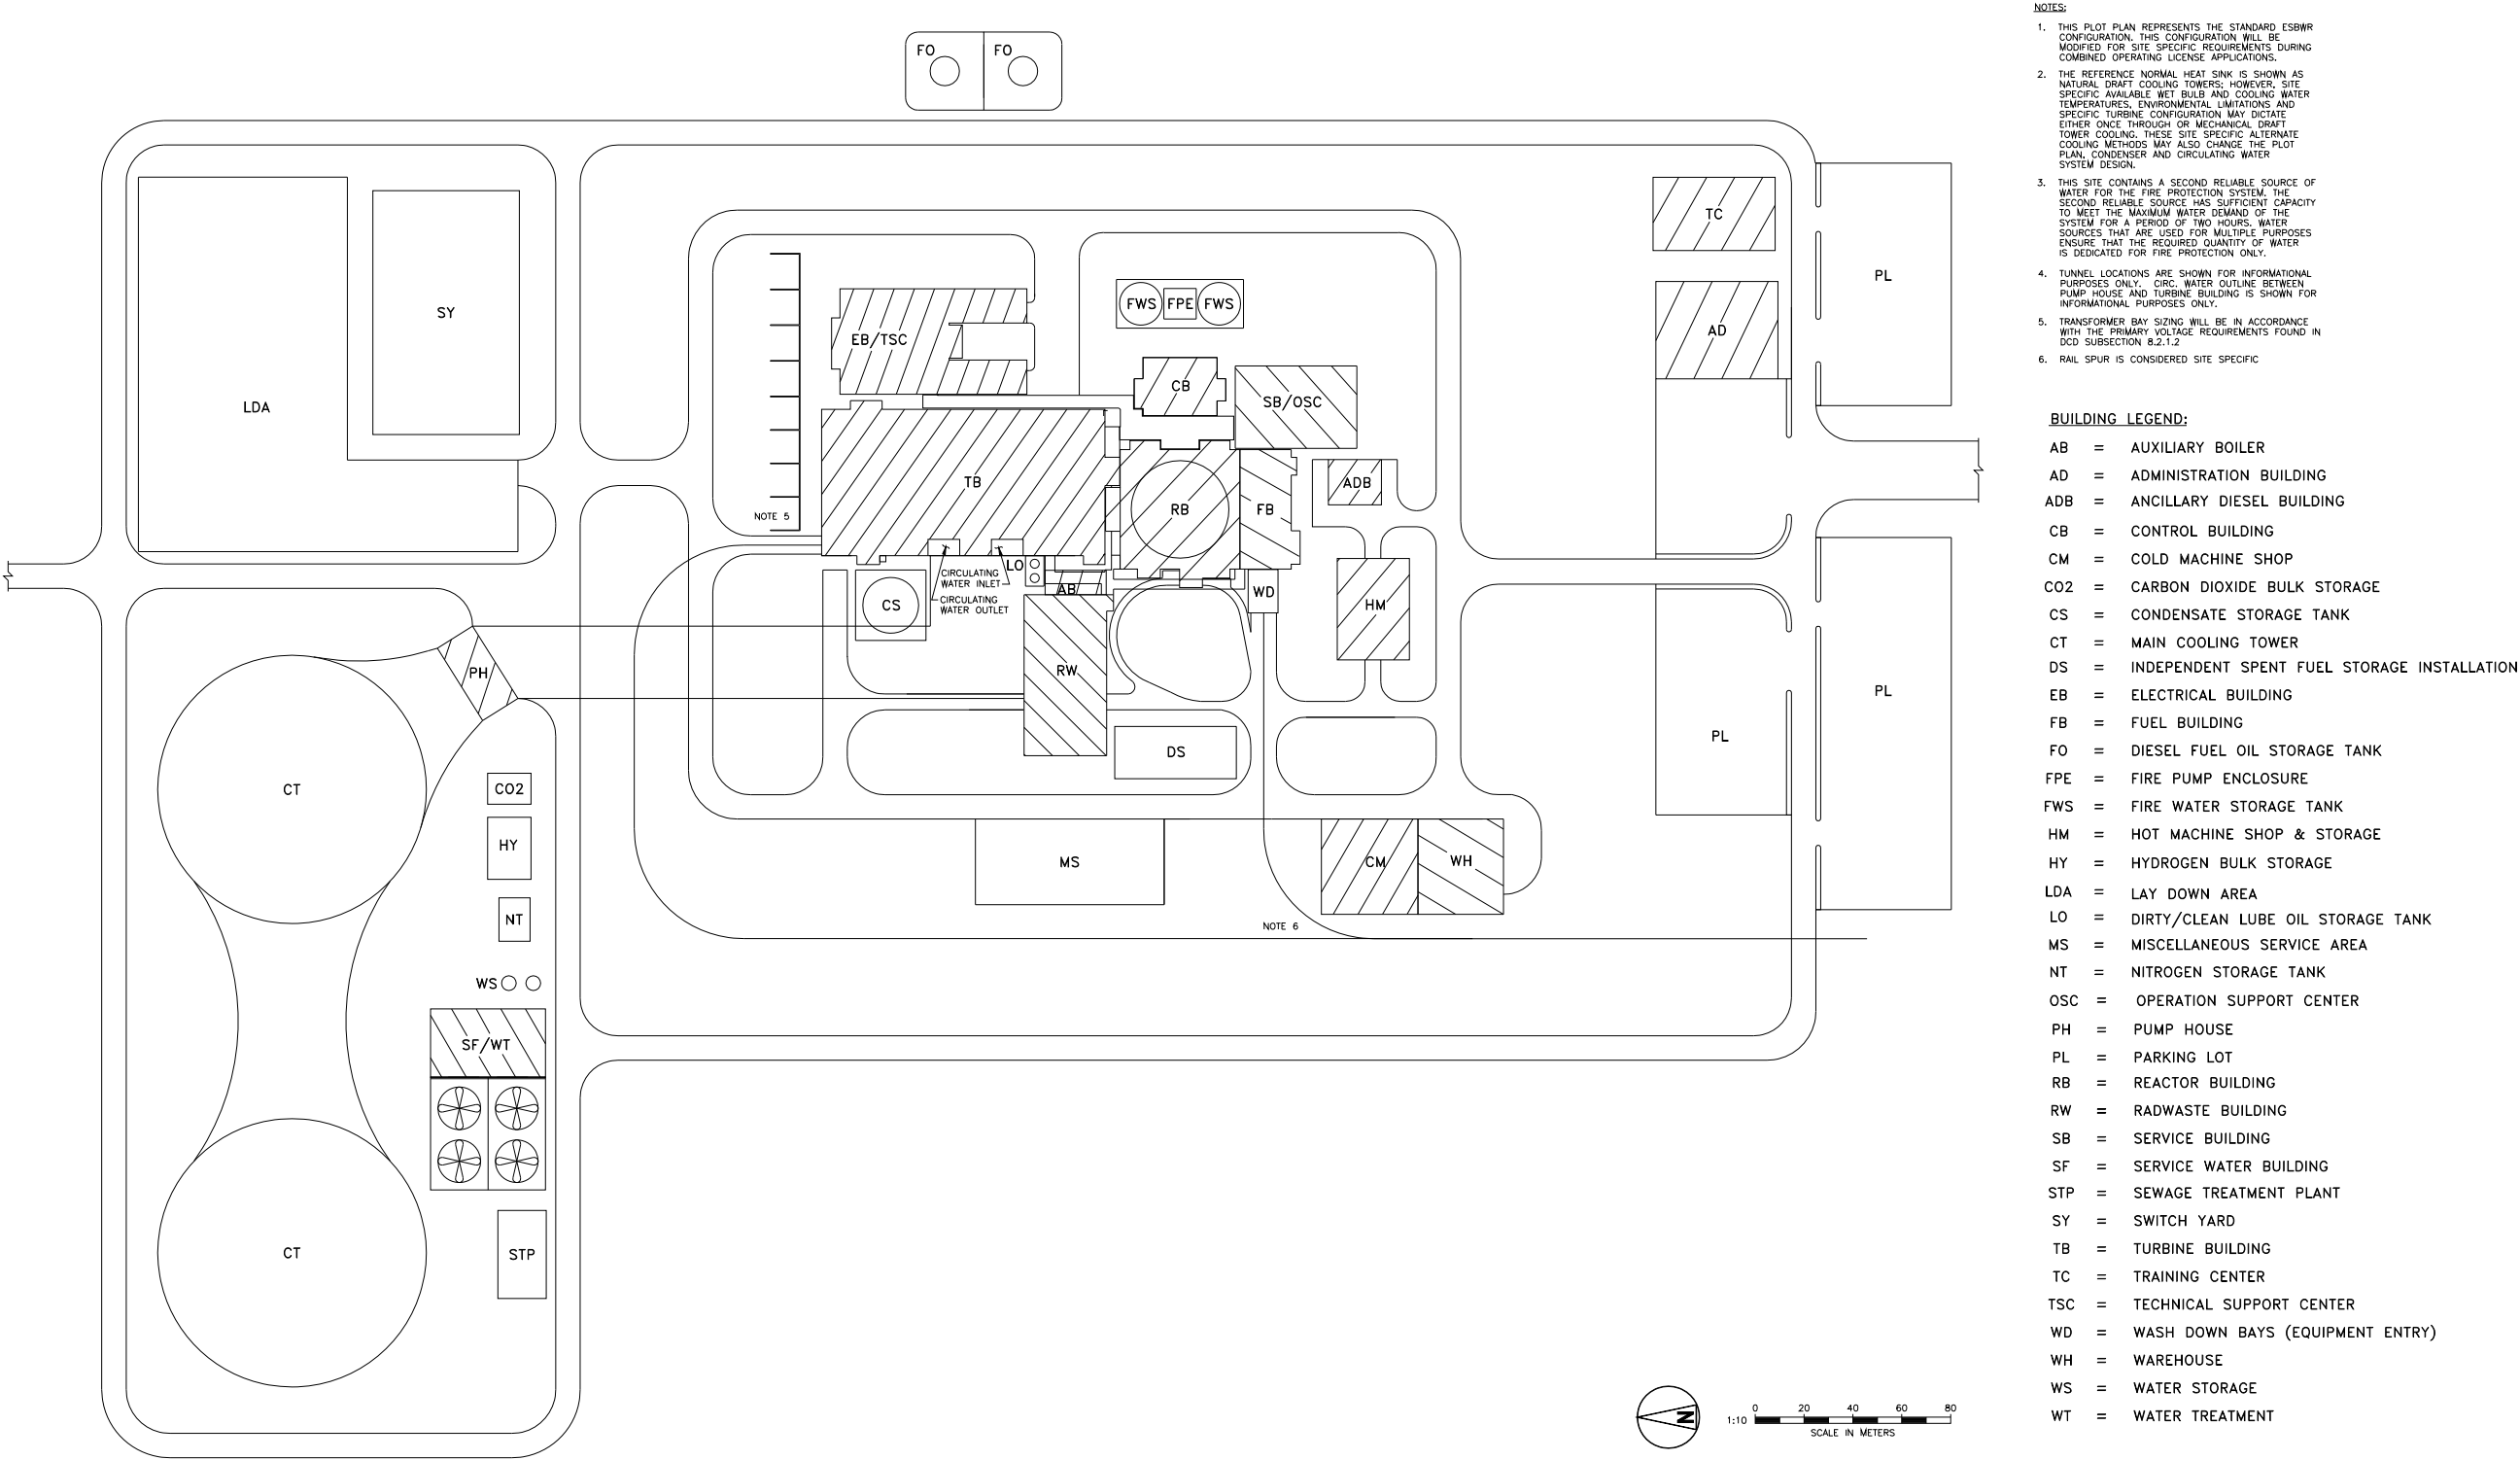 NOTES:
1. THIS PLOT PLAN REPRESENTS THE STANDARD ESBWR
CONFIGURATION. THIS CONFIGURATION WILL BE
MODIFIED FOR SITE SPECIFIC REQUIREMENTS DURING
COMBINED OPERATING LICENSE APPLICATIONS.
2. THE REFERENCE NORMAL HEAT SINK IS SHOWN AS
NATURAL DRAFT COOLING TOWERS; HOWEVER, SITE
SPECIFIC AVAILABLE WET BULB AND COOLING WATER
TEMPERATURES, ENVIRONMENTAL LIMITATIONS AND
SPECIFIC TURBINE CONFIGURATION MAY DICTATE
EITHER ONCE THROUGH OR MECHANICAL DRAFT
TOWER COOLING. THESE SITE SPECIFIC ALTERNATE
COOLING METHODS MAY ALSO CHANGE THE PLOT
PLAN, CONDENSER AND CIRCULATING WATER
SYSTEM DESIGN.
3. THIS SITE CONTAINS A SECOND RELIABLE SOURCE OF
WATER FOR THE FIRE PROTECTION SYSTEM. THE
SECOND RELIABLE SOURCE HAS SUFFICIENT CAPACITY
TO MEET THE MAXIMUM WATER DEMAND OF THE
SYSTEM FOR A PERIOD OF TWO HOURS. WATER
SOURCES THAT ARE USED FOR MULTIPLE PURPOSES
ENSURE THAT THE REQUIRED QUANTITY OF WATER
IS DEDICATED FOR FIRE PROTECTION ONLY.
4. TUNNEL LOCATIONS ARE SHOWN FOR INFORMATIONAL
PURPOSES ONLY. CIRC. WATER OUTLINE BETWEEN
PUMP HOUSE AND TURBINE BUILDING IS SHOWN FOR
INFORMATIONAL PURPOSES ONLY.
5. TRANSFORMER BAY SIZING WILL BE IN ACCORDANCE
WITH THE PRIMARY VOLTAGE REQUIREMENTS FOUND IN
DCD SUBSECTION 8.2.1.2
6. RAIL SPUR IS CONSIDERED SITE SPECIFIC
BUILDING LEGEND:
AB = AUXILIARY BOILER
AD = ADMINISTRATION BUILDING
ADB = ANCILLARY DIESEL BUILDING
CB = CONTROL BUILDING
CM = COLD MACHINE SHOP
CO2 = CARBON DIOXIDE BULK STORAGE
CS = CONDENSATE STORAGE TANK
CT = MAIN COOLING TOWER
DS = INDEPENDENT SPENT FUEL STORAGE INSTALLATION
EB = ELECTRICAL BUILDING
FB = FUEL BUILDING
FO = DIESEL FUEL OIL STORAGE TANK
FPE = FIRE PUMP ENCLOSURE
FWS = FIRE WATER STORAGE TANK
HM = HOT MACHINE SHOP & STORAGE
HY = HYDROGEN BULK STORAGE
LDA = LAY DOWN AREA
LO = DIRTY/CLEAN LUBE OIL STORAGE TANK
MS = MISCELLANEOUS SERVICE AREA
NT = NITROGEN STORAGE TANK
OSC = OPERATION SUPPORT CENTER
PH = PUMP HOUSE
PL = PARKING LOT
RB = REACTOR BUILDING
RW = RADWASTE BUILDING
SB = SERVICE BUILDING
SF = SERVICE WATER BUILDING
STP = SEWAGE TREATMENT PLANT
SY = SWITCH YARD
TB = TURBINE BUILDING
TC = TRAINING CENTER
TSC = TECHNICAL SUPPORT CENTER
WD = WASH DOWN BAYS (EQUIPMENT ENTRY)
WH = WAREHOUSE
WS = WATER STORAGE
WT = WATER TREATMENT
FO FO
TC
PL
SY
FWS FPE FWS
AD
EB/TSC
CB
SB/OSC
LDA
TB
ADB
RB
FB
NOTE 5
LO
CIRCULATING
WATER INLET
CIRCULATING
WATER OUTLET
AB
WD
CS
HM
PH
RW
PL
PL
DS
CT
CO2
HY
MS
CM
WH
NT
NOTE 6
WS
SF/WT
CT
STP
N
1:10
0 20 40 60 80
SCALE IN METERS